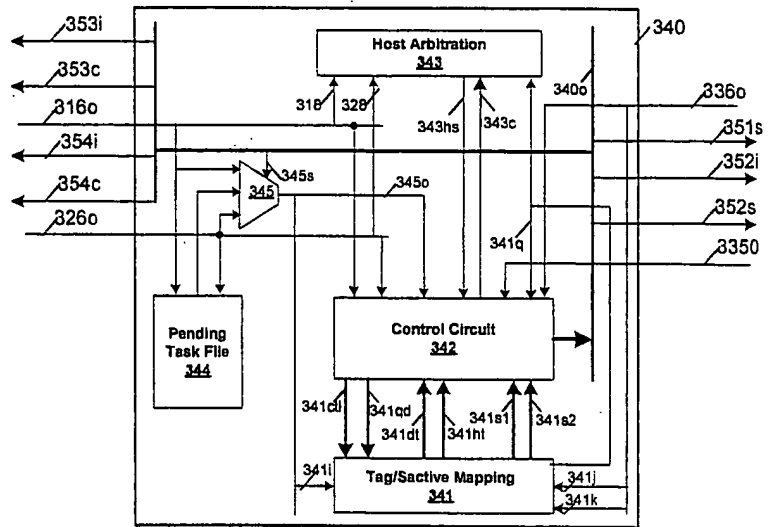 353i
353c
316o
354i
354c
326o
Host Arbitration
343
318
328
343hs
343c
340o
340
336o
351s
352i
352s
3350
345
345s
345o
341q
Pending
Task File
344
Control Circuit
342
341ctl
341qd
341dt
341ht
341s1
341s2
341i
Tag/Sactive Mapping
341
341j
341k